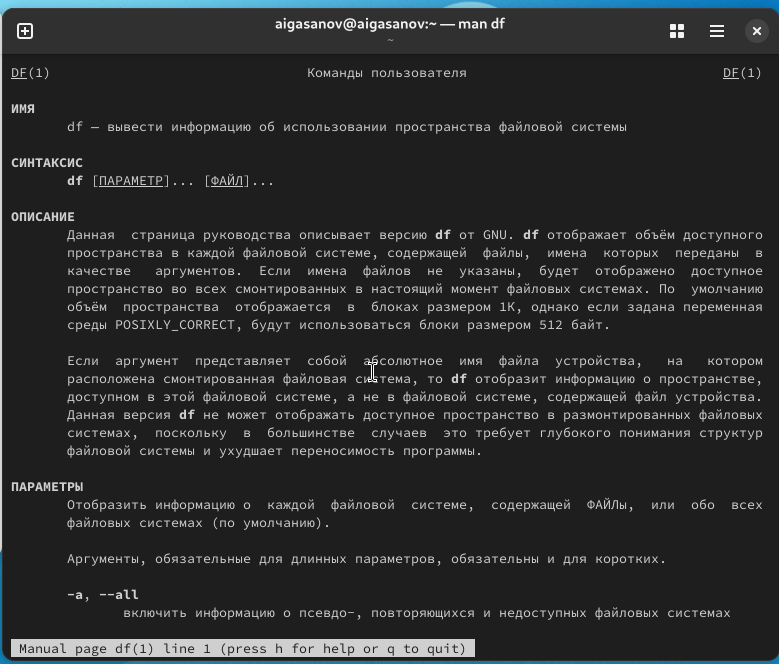 aigasanov@aigasanov:~ — man df
~
DF(1) Команды пользователя DF(1)
ИМЯ
df — вывести информацию об использовании пространства файловой системы
СИНТАКСИС
df [ПАРАМЕТР]... [ФАЙЛ]...
ОПИСАНИЕ
Данная страница руководства описывает версию df от GNU. df отображает объём доступного
пространства в каждой файловой системе, содержащей файлы, имена которых переданы в
качестве аргументов. Если имена файлов не указаны, будет отображено доступное
пространство во всех смонтированных в настоящий момент файловых системах. По умолчанию
объём пространства отображается в блоках размером 1K, однако если задана переменная
среды POSIXLY_CORRECT, будут использоваться блоки размером 512 байт.
Если аргумент представляет собой абсолютное имя файла устройства, на котором
расположена смонтированная файловая система, то df отобразит информацию о пространстве,
доступном в этой файловой системе, а не в файловой системе, содержащей файл устройства.
Данная версия df не может отображать доступное пространство в размонтированных файловых
системах, поскольку в большинстве случаев это требует глубокого понимания структур
файловой системы и ухудшает переносимость программы.
ПАРАМЕТРЫ
Отобразить информацию о каждой файловой системе, содержащей ФАЙЛы, или обо всех
файловых системах (по умолчанию).
Аргументы, обязательные для длинных параметров, обязательны и для коротких.
-a, --all
включить информацию о псевдо-, повторяющихся и недоступных файловых системах
Manual page df(1) line 1 (press h for help or q to quit)